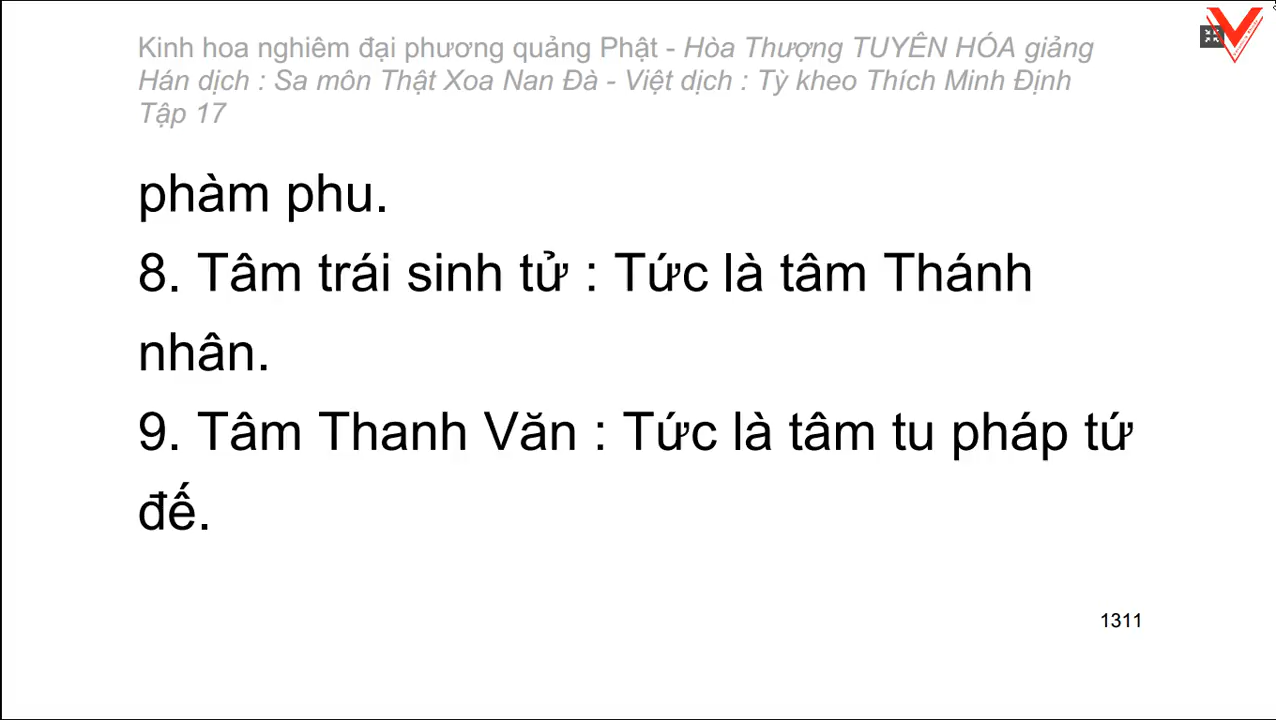 Kinh hoa nghiêm đại phương quảng Phật - Hòa Thượng TUYÊN HÓA giảng
Hán dịch : Sa môn Thật Xoa Nan Đà - Việt dịch : Tỳ kheo Thích Minh Định
Tập 17
phàm phu.
8. Tâm trái sinh tử : Tức là tâm Thánh
nhân.
9. Tâm Thanh Văn : Tức là tâm tu pháp tứ
đế.
1311